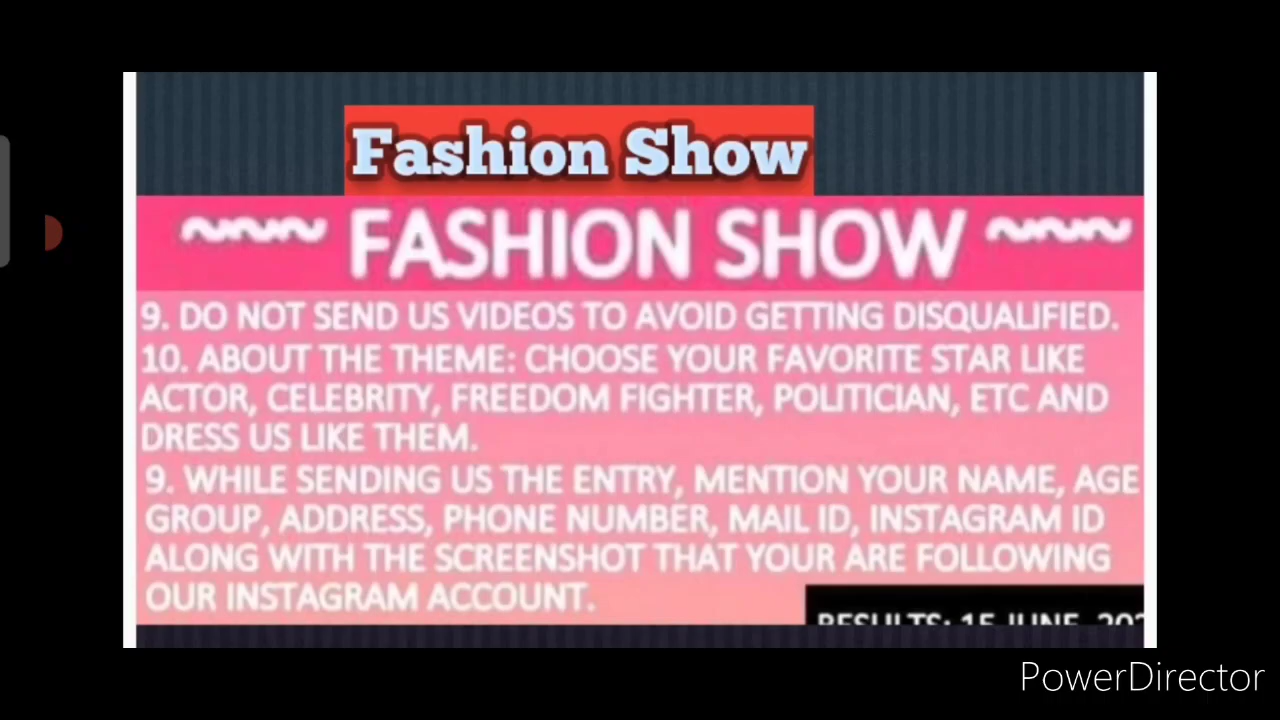 Fashion Show
~~~ FASHION SHOW ~~~
9. DO NOT SEND US VIDEOS TO AVOID GETTING DISQUALIFIED.
10. ABOUT THE THEME: CHOOSE YOUR FAVORITE STAR LIKE
ACTOR, CELEBRITY, FREEDOM FIGHTER, POLITICIAN, ETC AND
DRESS US LIKE THEM.
9. WHILE SENDING US THE ENTRY, MENTION YOUR NAME, AGE
GROUP, ADDRESS, PHONE NUMBER, MAIL ID, INSTAGRAM ID
ALONG WITH THE SCREENSHOT THAT YOUR ARE FOLLOWING
OUR INSTAGRAM ACCOUNT.
RESULTS: 15 JUNE,
PowerDirector